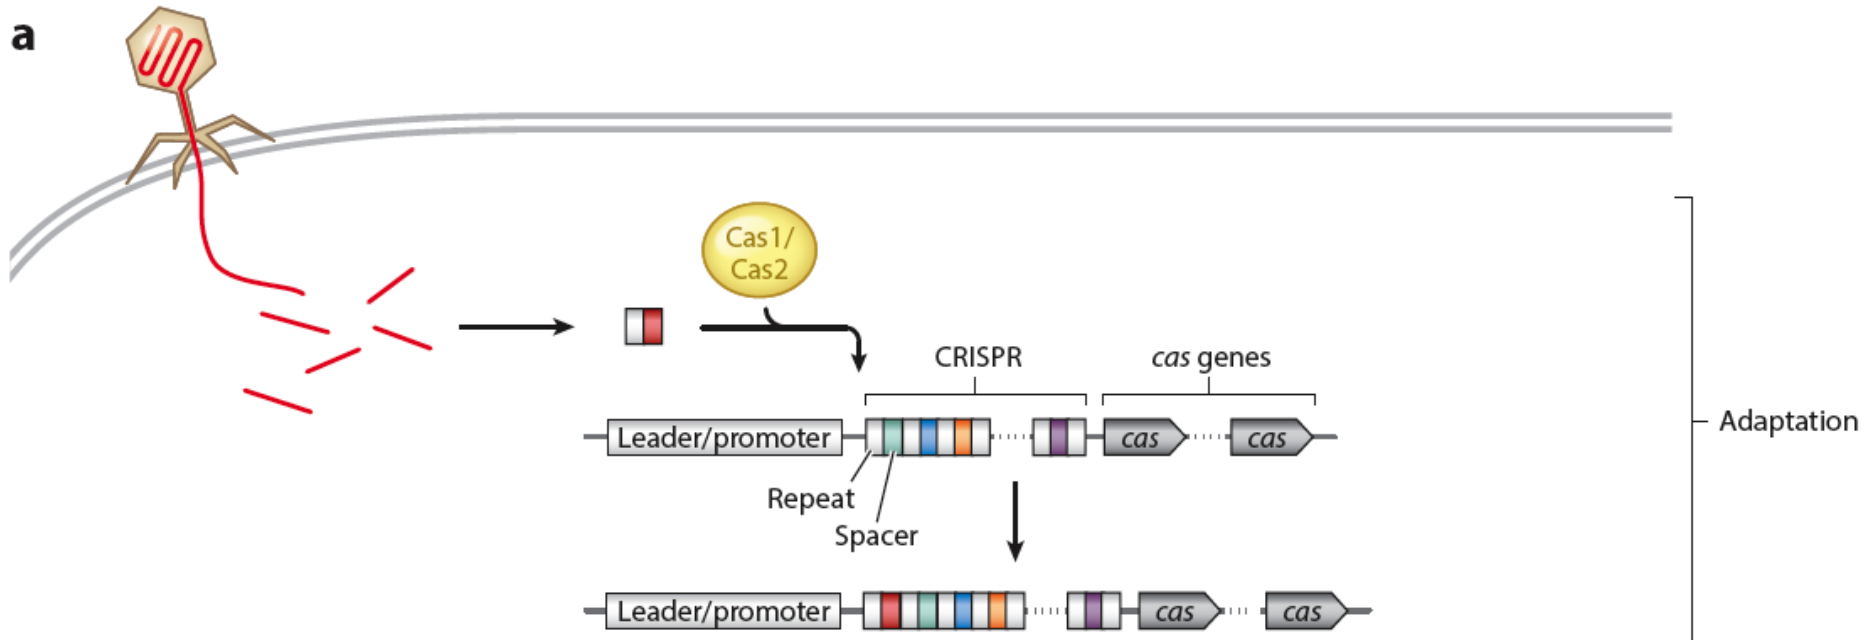 a
Cas1/
Cas2
CRISPR
cas genes
Leader/promoter
cas
cas
Adaptation
Repeat
Spacer
Leader/promoter
cas
cas